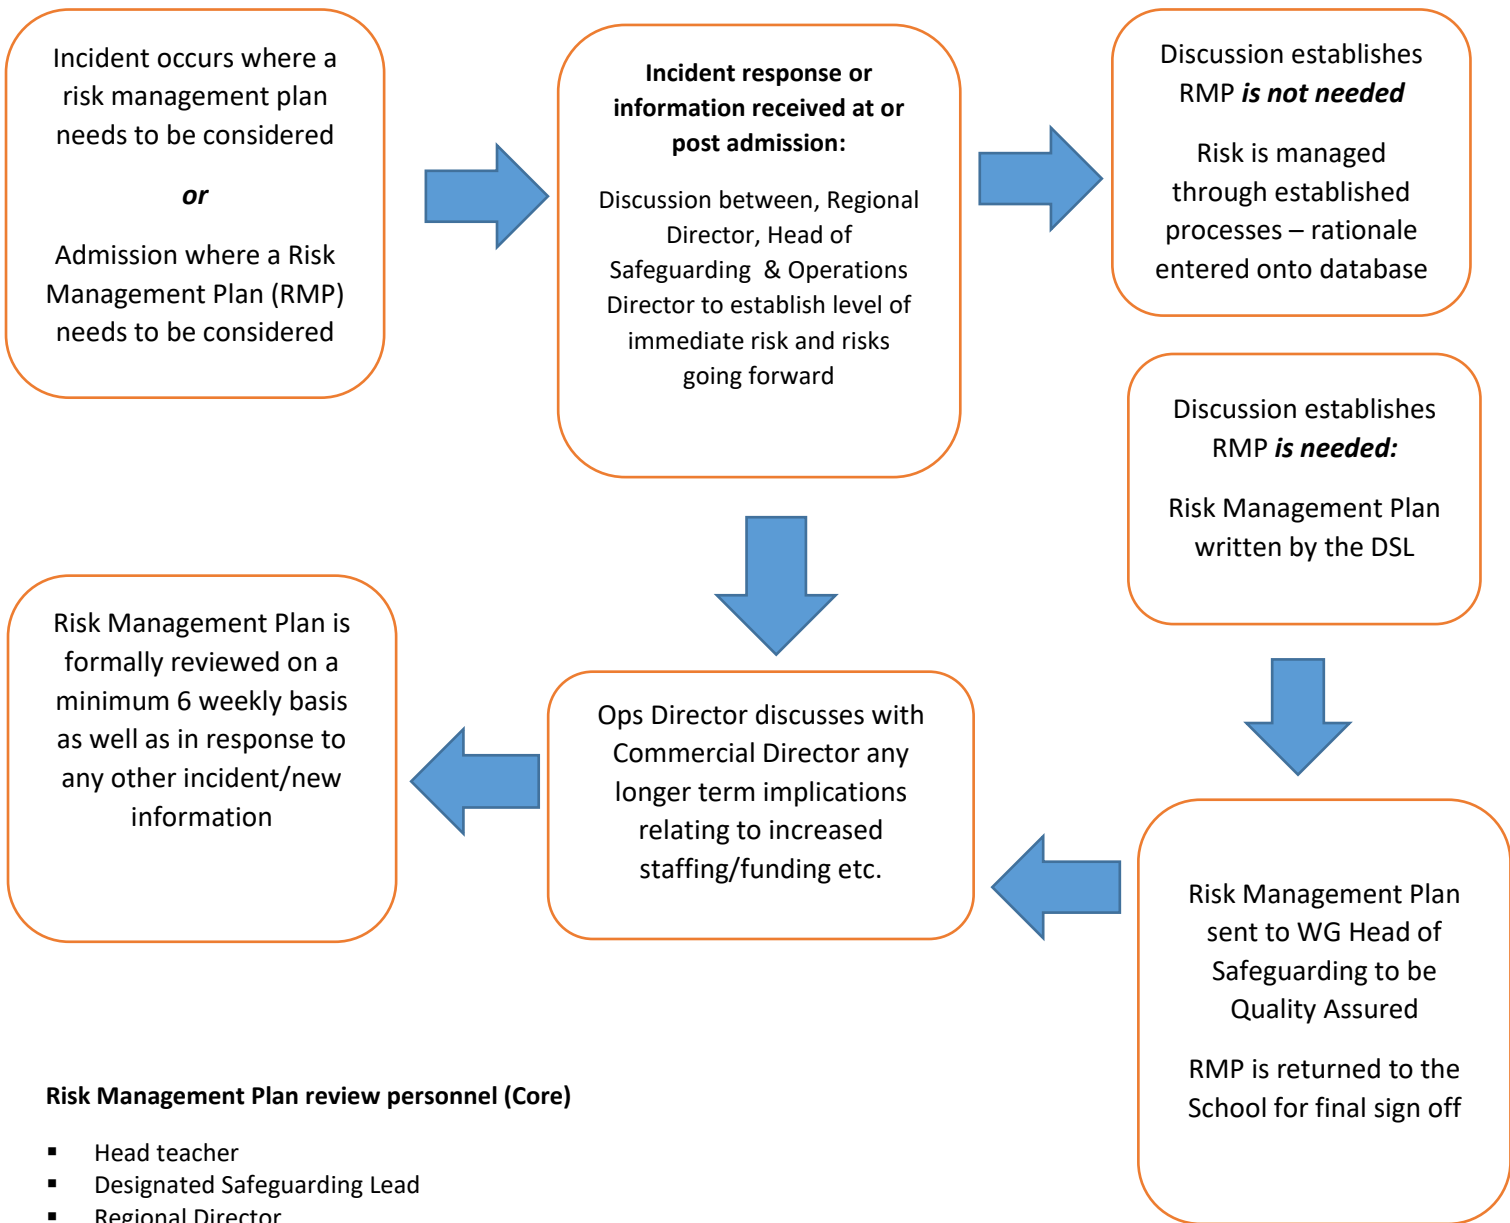 Incident occurs where a
risk management plan
needs to be considered
or
Admission where a Risk
Management Plan (RMP)
needs to be considered
Incident response or
information received at or
post admission:
Discussion between, Regional
Director, Head of
Safeguarding & Operations
Director to establish level of
immediate risk and risks
going forward
Discussion establishes
RMP is not needed
Risk is managed
through established
processes – rationale
entered onto database
Discussion establishes
RMP is needed:
Risk Management Plan
written by the DSL
Risk Management Plan is
formally reviewed on a
minimum 6 weekly basis
as well as in response to
any other incident/new
information
Ops Director discusses with
Commercial Director any
longer term implications
relating to increased
staffing/funding etc.
Risk Management Plan
sent to WG Head of
Safeguarding to be
Quality Assured
RMP is returned to the
School for final sign off
Risk Management Plan review personnel (Core)
▪ Head teacher
▪ Designated Safeguarding Lead
▪ Regional Director